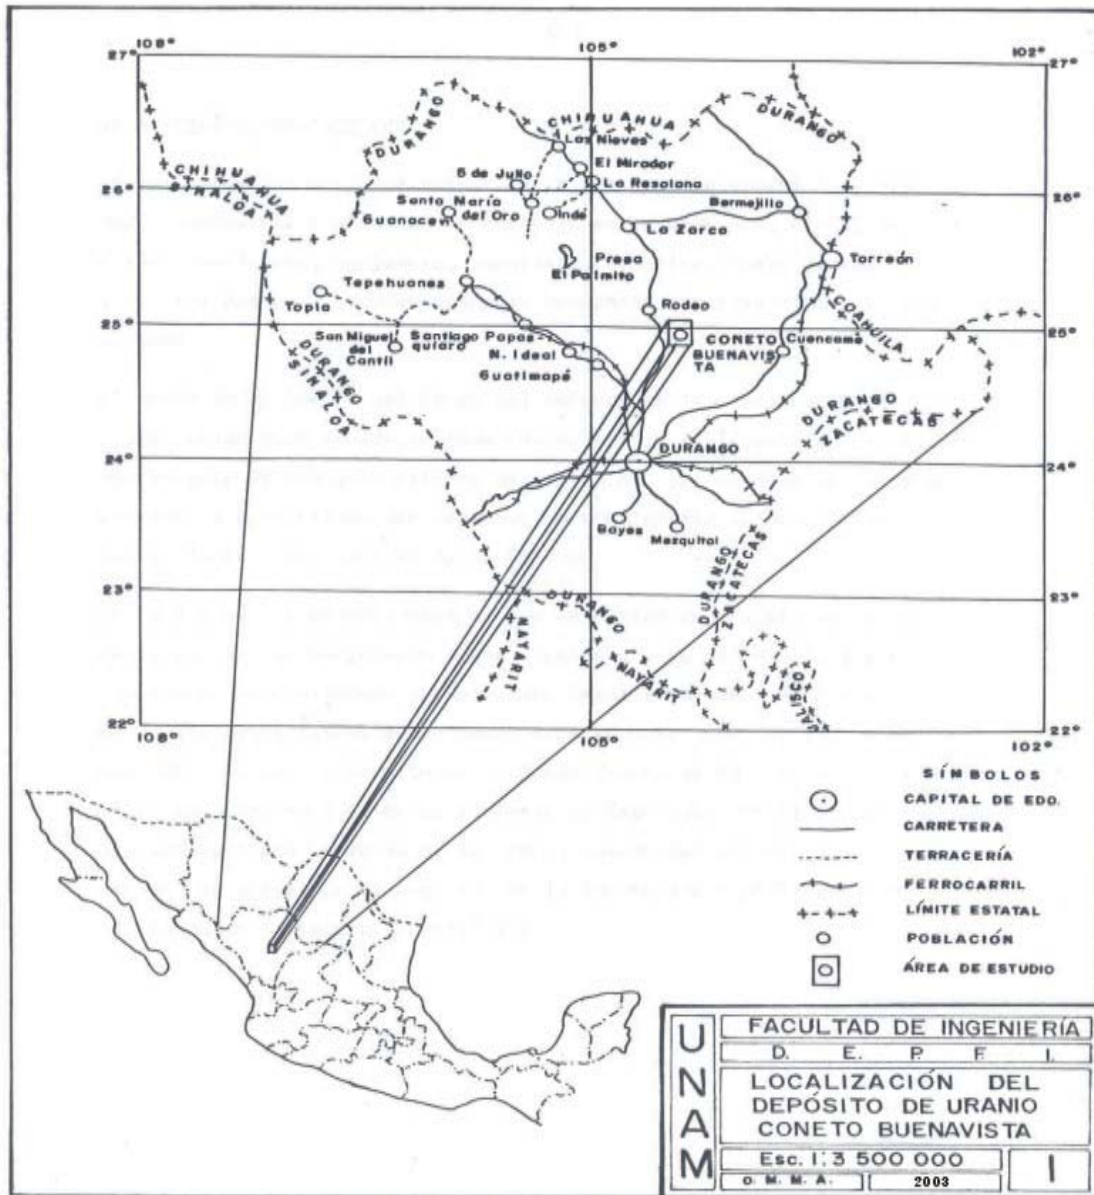 108° 105° 102°
27° 27°
CHIHUAHUA
DURANGO
DURANGO
Las Nieves
El Mirador
5 de Julio
La Resolana
26° 26°
CHIHUAHUA
SINALOA
Santa María
del Oro
Guanaceví
Indé
Bermejillo
La Zarca
Presa
El Palmito
Torreón
Tepehuanes
Topia
Rodeo
COAHUILA
25° 25°
San Miguel
del
Cantil
Santiago Papas-
quiaro
N. Ideal
Guatimapé
CONETO
BUENAVIS
TA
Cuencamé
DURANGO
SINALOA
DURANGO
ZACATECAS
DURANGO
24° 24°
Bayes
Mezquital
DURANGO
ZACATECAS
23° 23°
DURANGO
NAYARIT
NAYARIT
22° 22°
108° 105° 102°
SÍMBOLOS
CAPITAL DE EDO.
CARRETERA
TERRACERÍA
FERROCARRIL
LÍMITE ESTATAL
POBLACIÓN
ÁREA DE ESTUDIO
UNAM
FACULTAD DE INGENIERÍA
D. E. P. F. I.
LOCALIZACIÓN DEL
DEPÓSITO DE URANIO
CONETO BUENAVISTA
Esc. 1:3 500 000
1
O. M. M. A. 2003